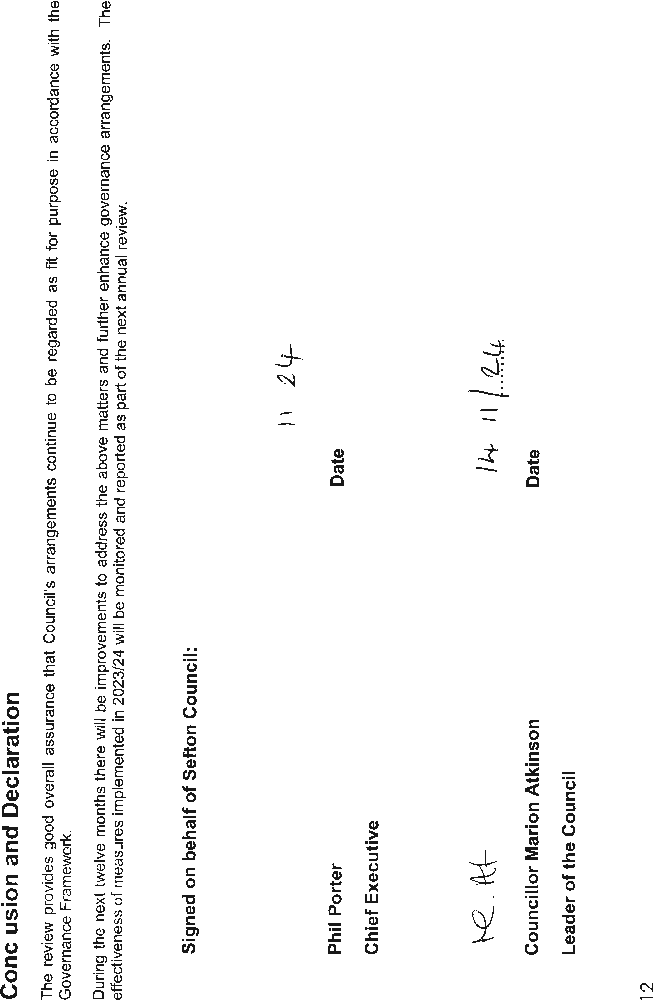 Conc usion and Declaration
The review provides good overall assurance that Council's arrangements continue to be regarded as fit for purpose in accordance with the
Governance Framework.
During the next twelve months there will be improvements to address the above matters and further enhance governance arrangements. The
effectiveness of measures implemented in 2023/24 will be monitored and reported as part of the next annual review.
Signed on behalf of Sefton Council:
11 24
Phil Porter Date
Chief Executive
14 11/24
Councillor Marion Atkinson Date
Leader of the Council
12